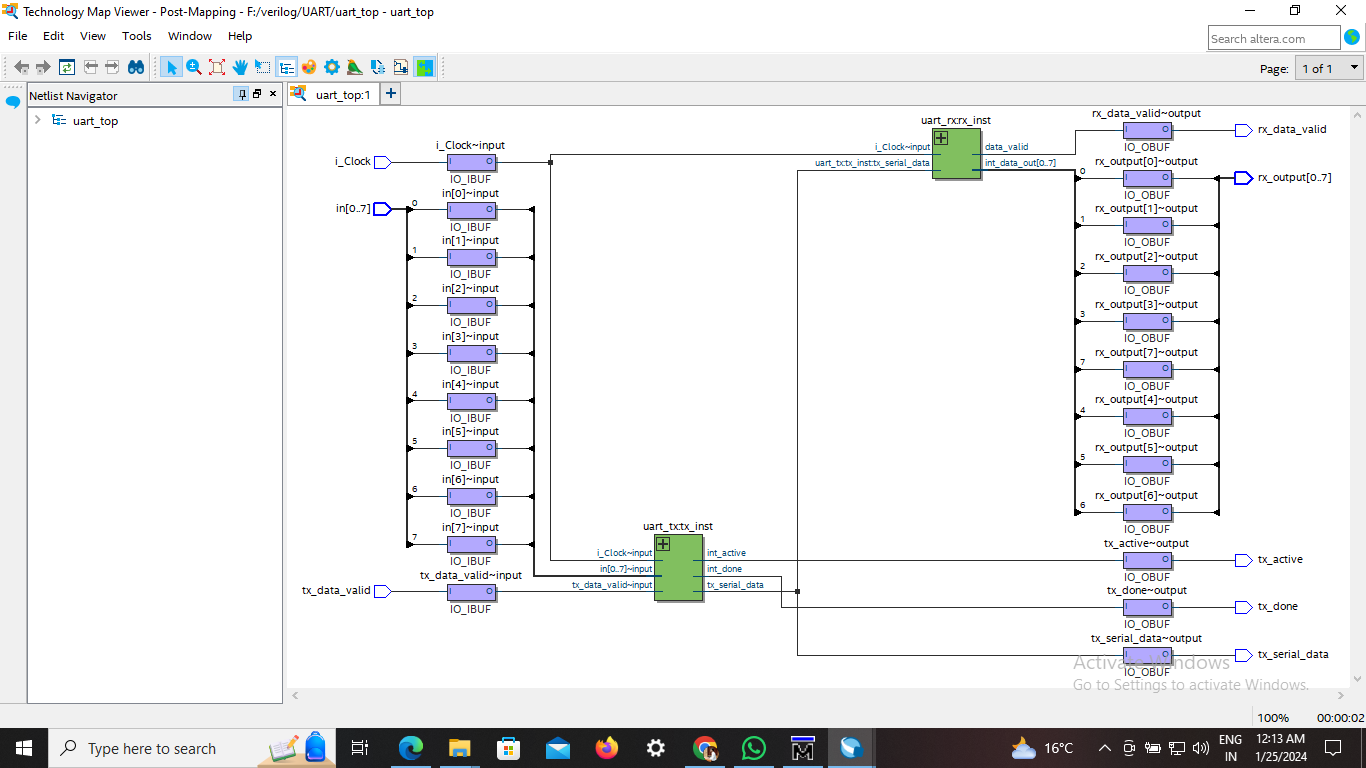 Technology Map Viewer - Post-Mapping - F:/verilog/UART/uart_top - uart_top
File Edit View Tools Window Help
Search altera.com
Page: 1 of 1
Netlist Navigator
uart_top:1
uart_top
i_Clock
i_Clock~input
I O
IO_IBUF
in[0..7]
0
in[0]~input
I O
IO_IBUF
1
in[1]~input
I O
IO_IBUF
2
in[2]~input
I O
IO_IBUF
3
in[3]~input
I O
IO_IBUF
4
in[4]~input
I O
IO_IBUF
5
in[5]~input
I O
IO_IBUF
6
in[6]~input
I O
IO_IBUF
7
in[7]~input
I O
IO_IBUF
tx_data_valid
tx_data_valid~input
I O
IO_IBUF
uart_tx:tx_inst
i_Clock~input
in[0..7]~input
tx_data_valid~input
int_active
int_done
tx_serial_data
uart_rx:rx_inst
i_Clock~input
uart_tx:tx_inst:tx_serial_data
data_valid
int_data_out[0..7]
rx_data_valid~output
I O
IO_OBUF
rx_data_valid
0
rx_output[0]~output
I O
IO_OBUF
rx_output[0..7]
1
rx_output[1]~output
I O
IO_OBUF
2
rx_output[2]~output
I O
IO_OBUF
3
rx_output[3]~output
I O
IO_OBUF
7
rx_output[7]~output
I O
IO_OBUF
4
rx_output[4]~output
I O
IO_OBUF
5
rx_output[5]~output
I O
IO_OBUF
6
rx_output[6]~output
I O
IO_OBUF
tx_active~output
I O
IO_OBUF
tx_active
tx_done~output
I O
IO_OBUF
tx_done
tx_serial_data~output
I O
IO_OBUF
tx_serial_data
Activate Windows
Go to Settings to activate Windows.
100% 00:00:02
Type here to search
16°C
ENG
IN
12:13 AM
1/25/2024